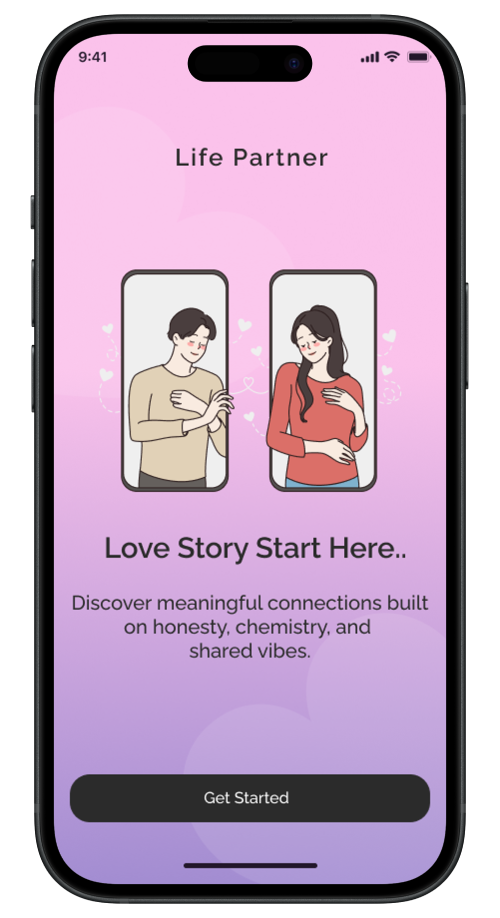 9:41
Life Partner
Love Story Start Here..
Discover meaningful connections built
on honesty, chemistry, and
shared vibes.
Get Started